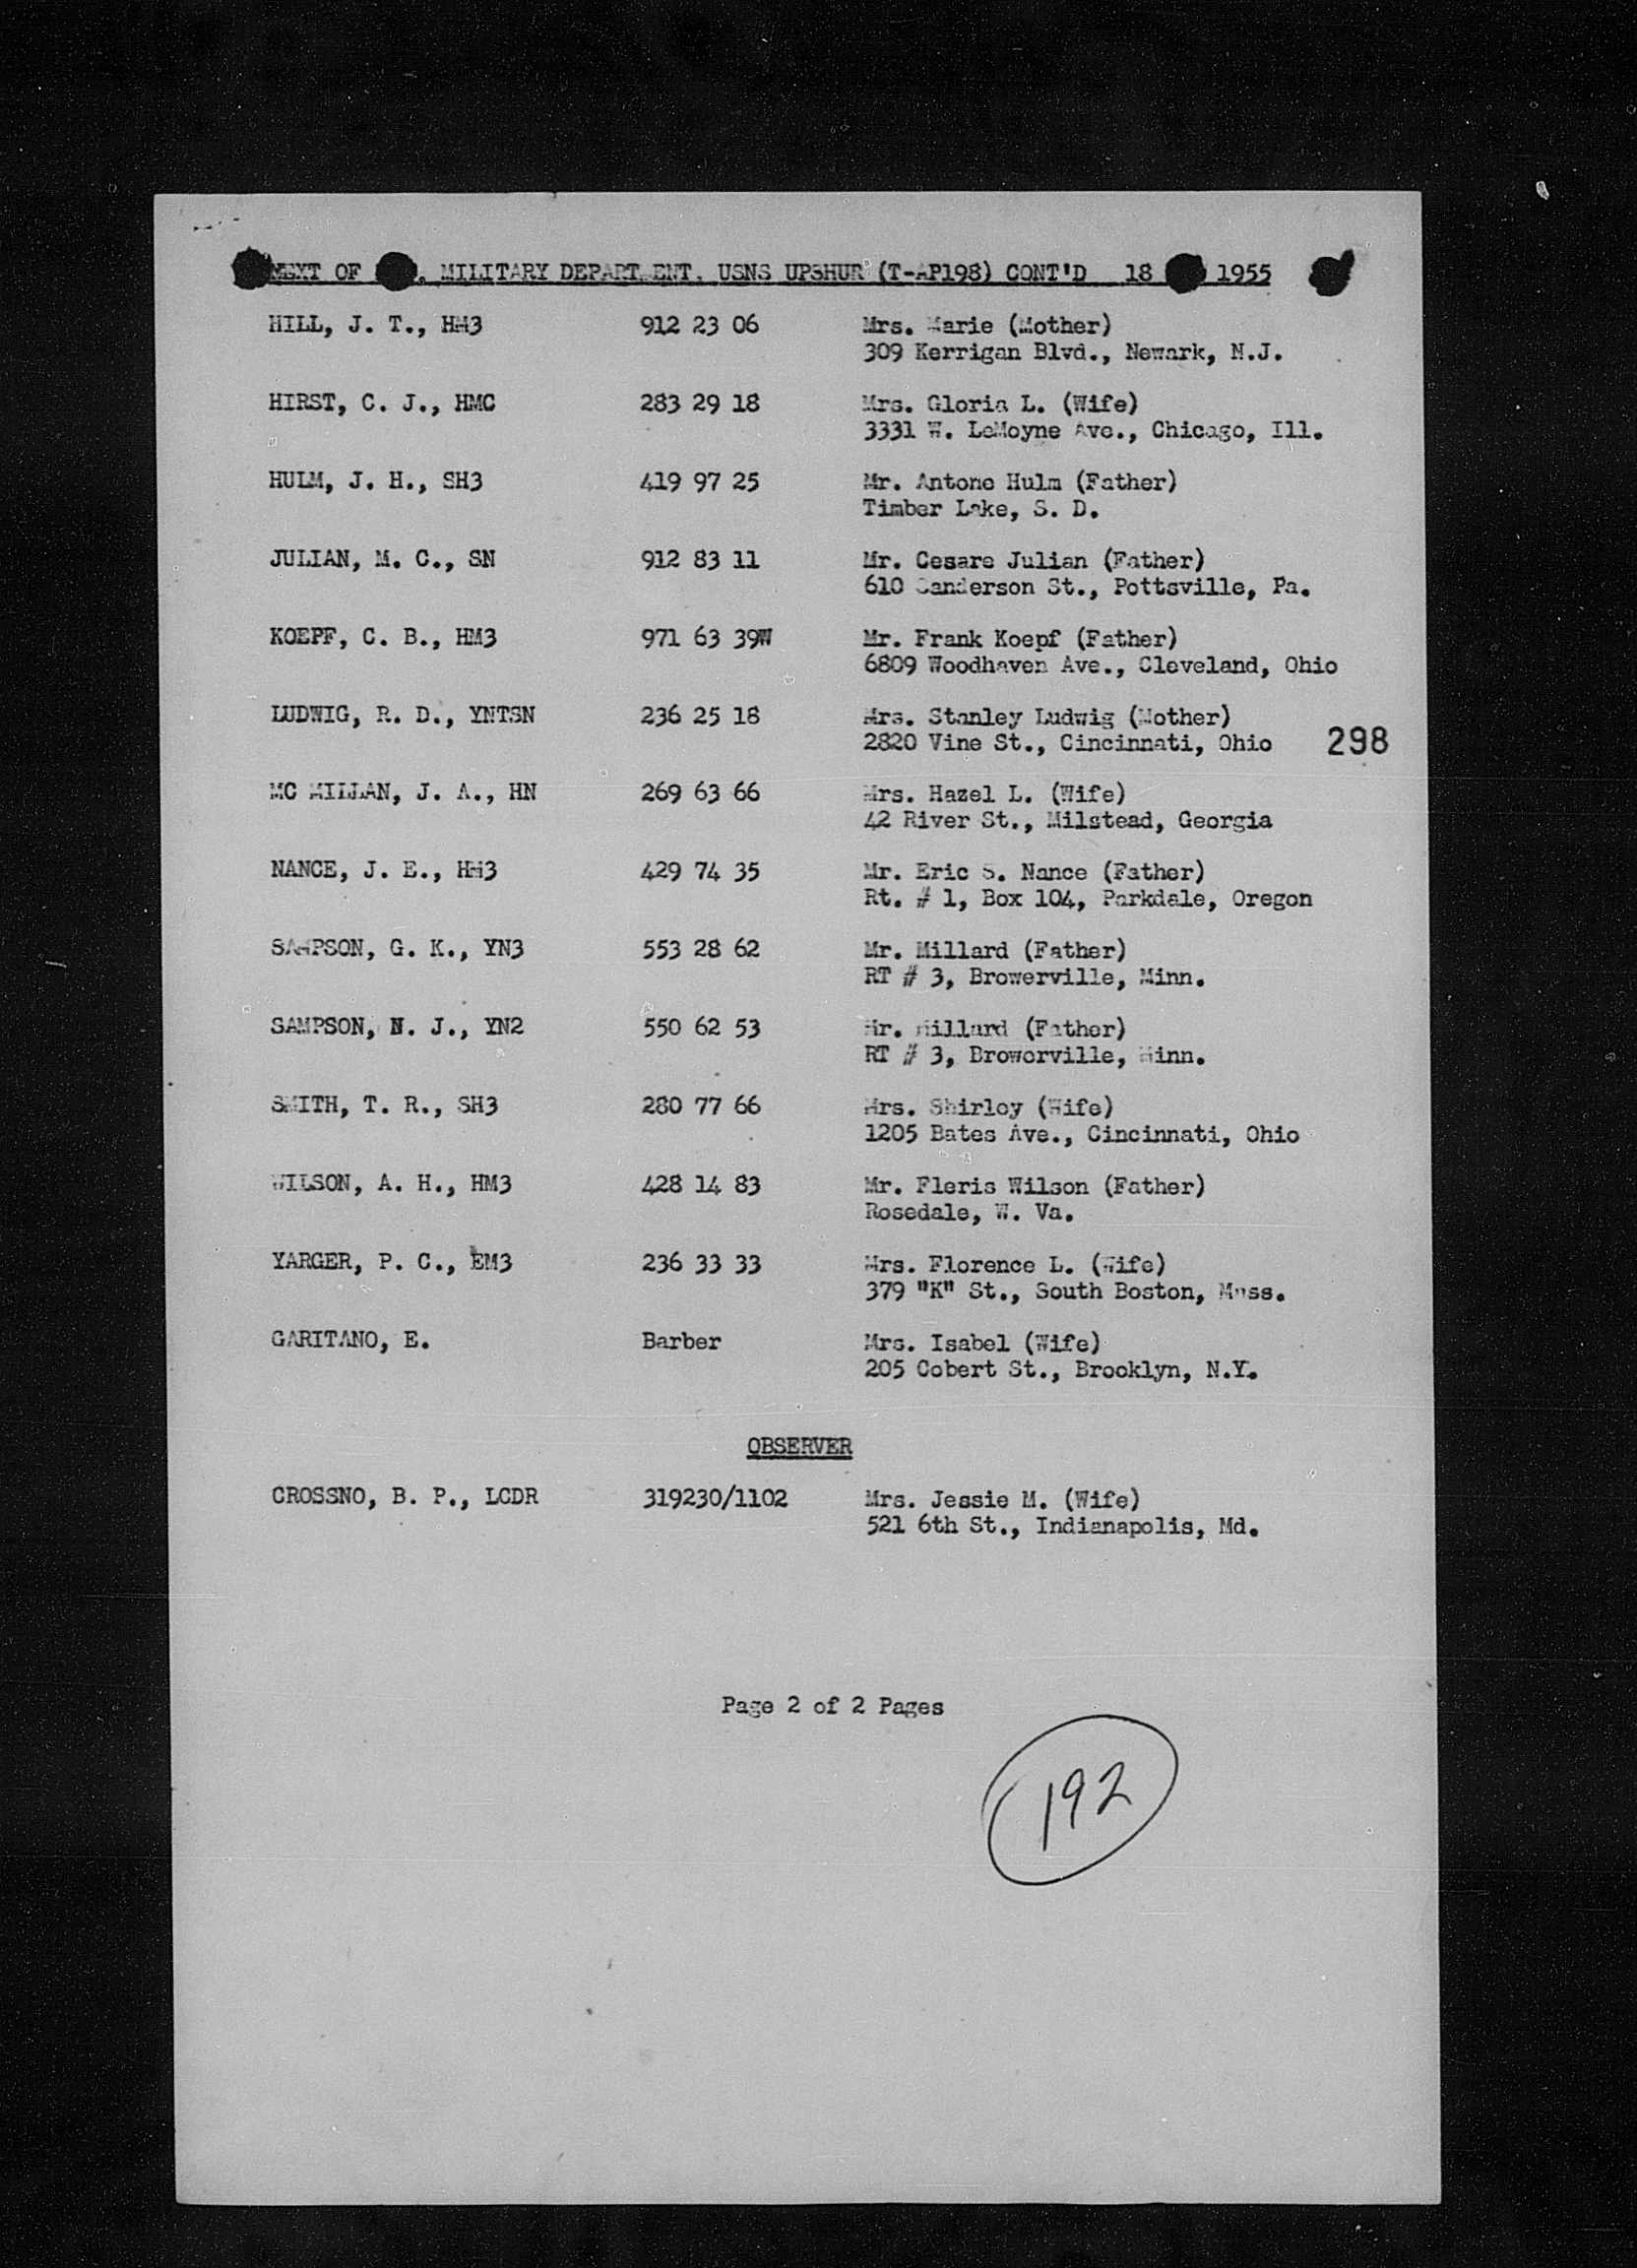 OF MILITARY DEPARTMENT, USNS UPSHUR (T-AP198) CONT'D 18 1955
HILL, J. T., HM3 912 23 06 Mrs. Marie (Mother)
309 Kerrigan Blvd., Newark, N.J.
HIRST, C. J., HMC 283 29 18 Mrs. Gloria L. (Wife)
3331 W. LeMoyne Ave., Chicago, Ill.
HULM, J. H., SH3 419 97 25 Mr. Antone Hulm (Father)
Timber Lake, S. D.
JULIAN, M. C., SN 912 83 11 Mr. Cesare Julian (Father)
610 Sanderson St., Pottsville, Pa.
KOEPF, C. B., HM3 971 63 39W Mr. Frank Koepf (Father)
6809 Woodhaven Ave., Cleveland, Ohio
LUDWIG, R. D., YNTSN 236 25 18 Mrs. Stanley Ludwig (Mother)
2820 Vine St., Cincinnati, Ohio
298
MC MILLAN, J. A., HN 269 63 66 Mrs. Hazel L. (Wife)
42 River St., Milstead, Georgia
NANCE, J. E., HM3 429 74 35 Mr. Eric S. Nance (Father)
Rt. # 1, Box 104, Parkdale, Oregon
SAMPSON, G. K., YN3 553 28 62 Mr. Millard (Father)
RT # 3, Browerville, Minn.
SAMPSON, N. J., YN2 550 62 53 Mr. Millard (Father)
RT # 3, Browerville, Minn.
SMITH, T. R., SH3 280 77 66 Mrs. Shirley (Wife)
1205 Bates Ave., Cincinnati, Ohio
WILSON, A. H., HM3 428 14 83 Mr. Fleris Wilson (Father)
Rosedale, W. Va.
YARGER, P. C., EM3 236 33 33 Mrs. Florence L. (Wife)
379 "K" St., South Boston, Mass.
GARITANO, E. Barber Mrs. Isabel (Wife)
205 Cobert St., Brooklyn, N.Y.
OBSERVER
CROSSNO, B. P., LCDR 319230/1102 Mrs. Jessie M. (Wife)
521 6th St., Indianapolis, Md.
Page 2 of 2 Pages
192